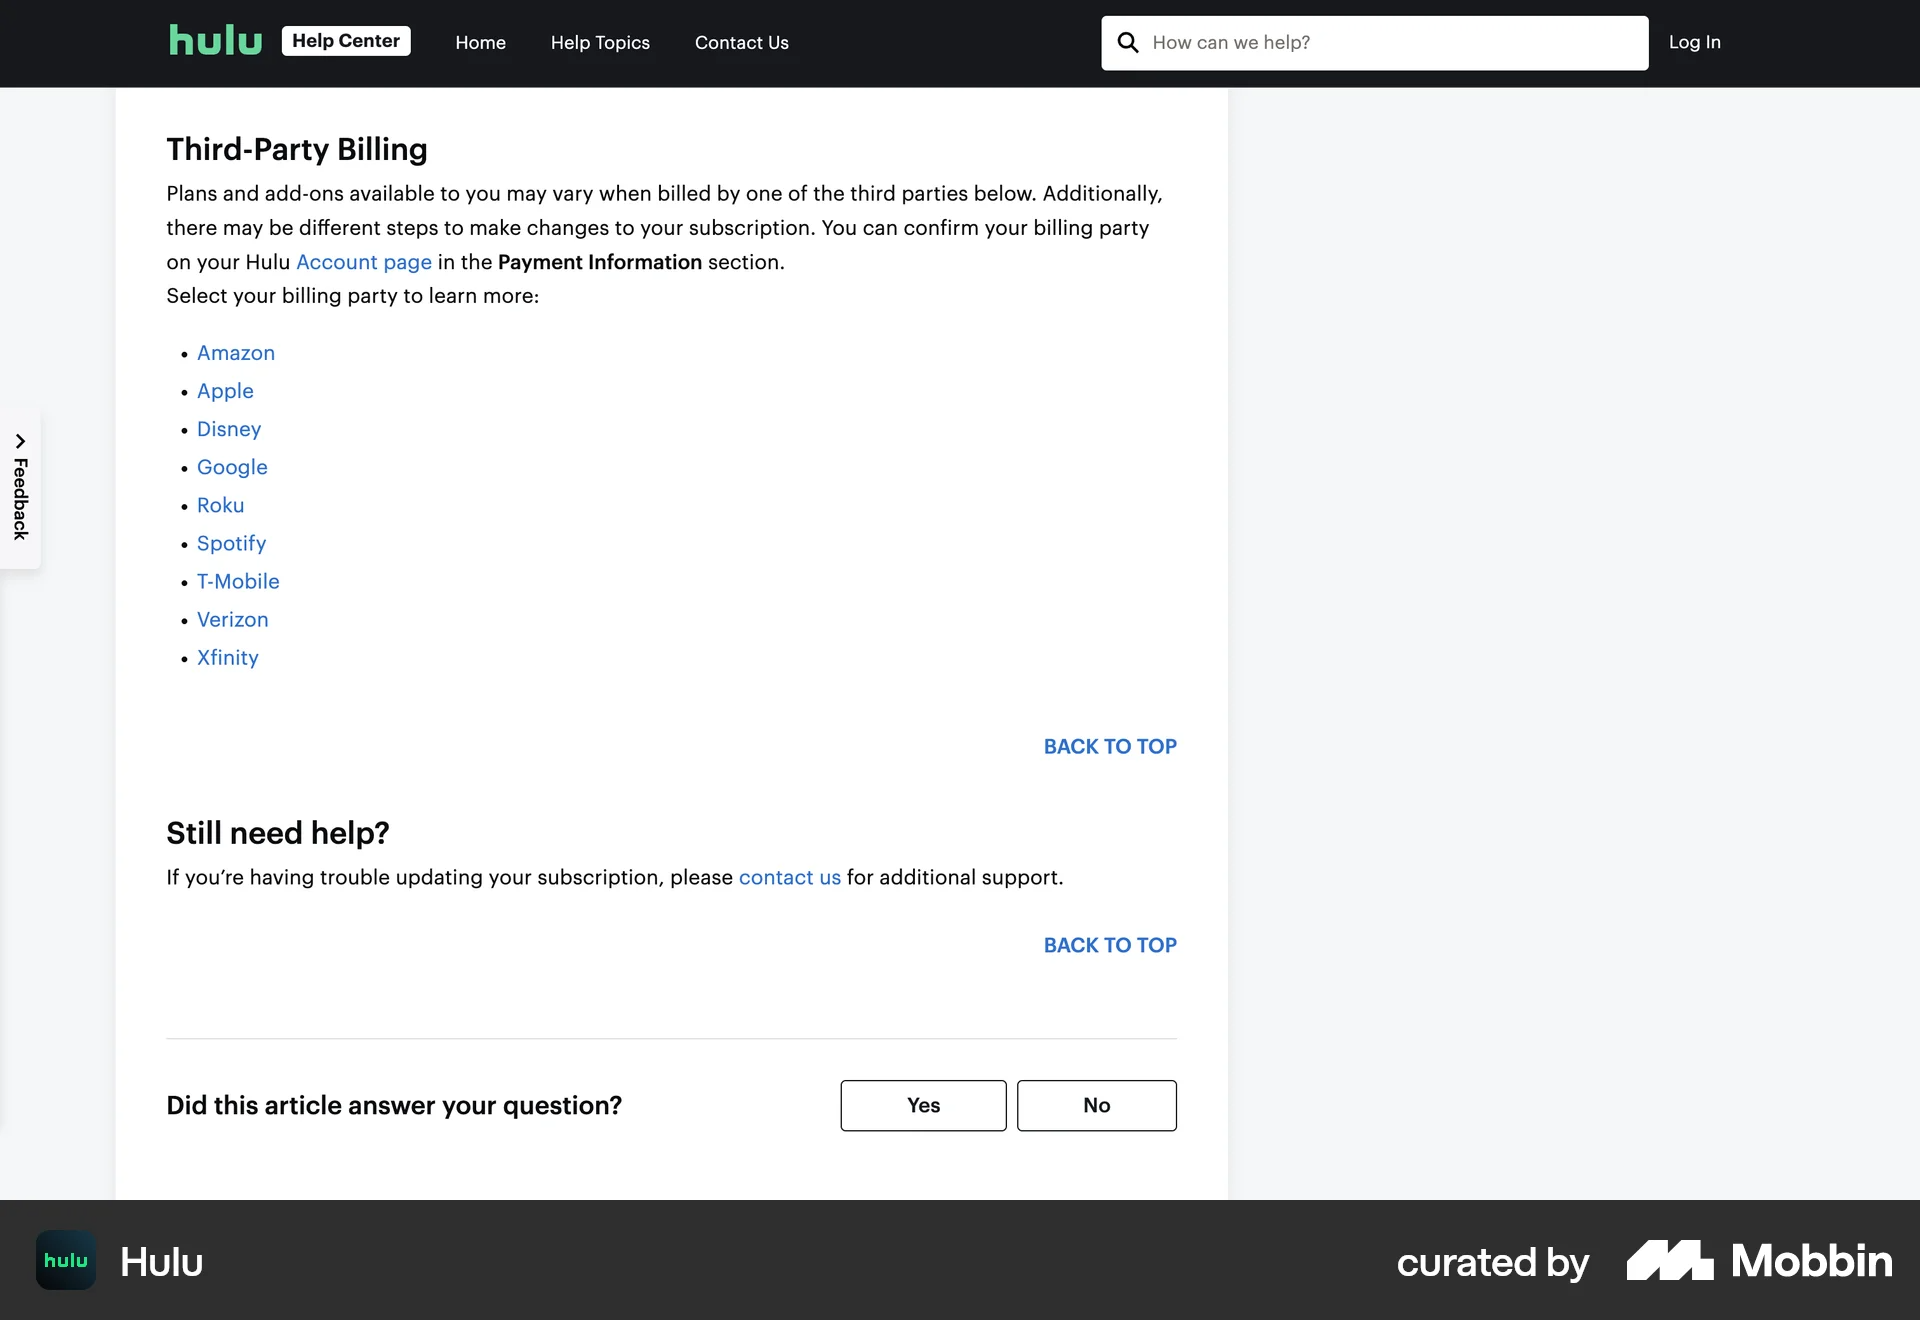 hulu Help Center Home Help Topics Contact Us How can we help? Log In
Third-Party Billing
Plans and add-ons available to you may vary when billed by one of the third parties below. Additionally,
there may be different steps to make changes to your subscription. You can confirm your billing party
on your Hulu Account page in the Payment Information section.
Select your billing party to learn more:
Amazon
Apple
Disney
Google
Roku
Spotify
T-Mobile
Verizon
Xfinity
Feedback
BACK TO TOP
Still need help?
If you’re having trouble updating your subscription, please contact us for additional support.
BACK TO TOP
Did this article answer your question? Yes No
hulu Hulu curated by Mobbin